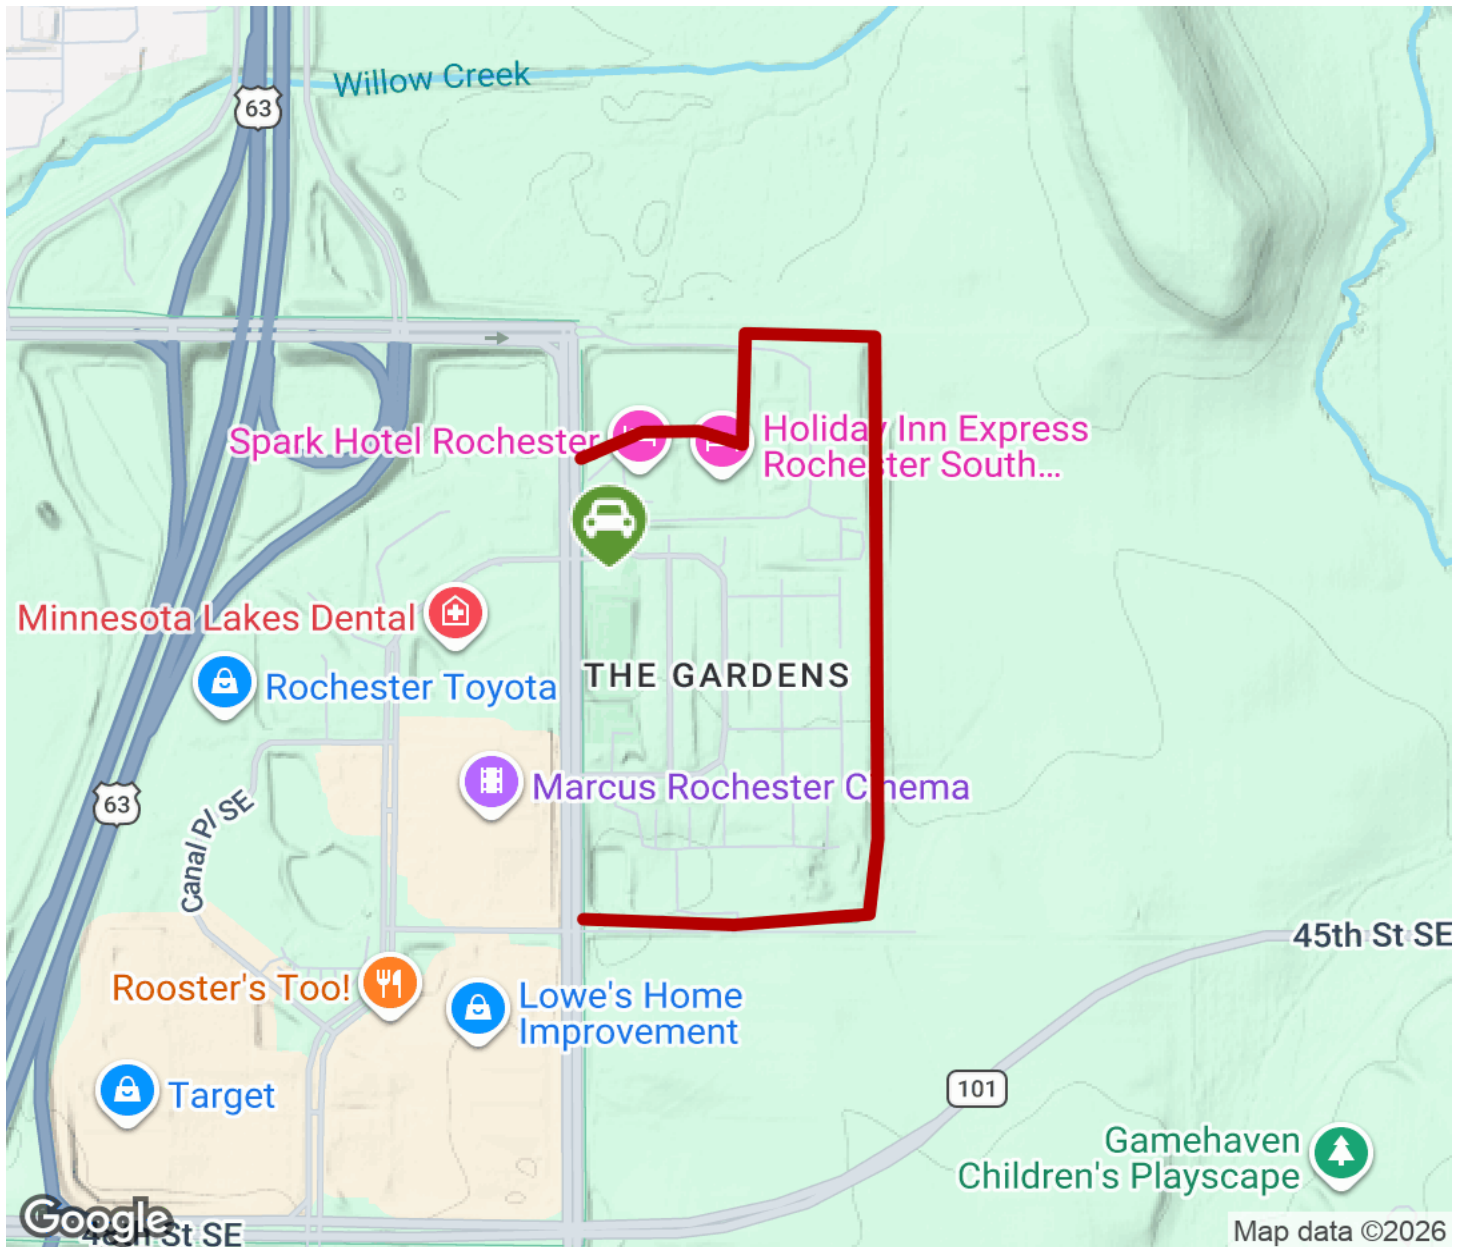 Willow Creek
63
Spark Hotel Rochester
Holiday Inn Express
Rochester South...
Minnesota Lakes Dental
Rochester Toyota
THE GARDENS
63
Marcus Rochester Cinema
Canal Pl SE
45th St SE
Rooster's Too!
Lowe's Home
Improvement
Target
101
Gamehaven
Children's Playscape
Google
48th St SE
Map data ©2026